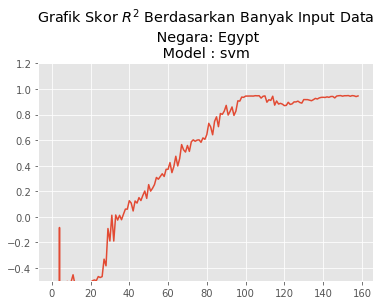 Grafik Skor R² Berdasarkan Banyak Input Data
Negara: Egypt
Model : svm
1.2
1.0
0.8
0.6
0.4
0.2
0.0
−0.2
−0.4
0 20 40 60 80 100 120 140 160